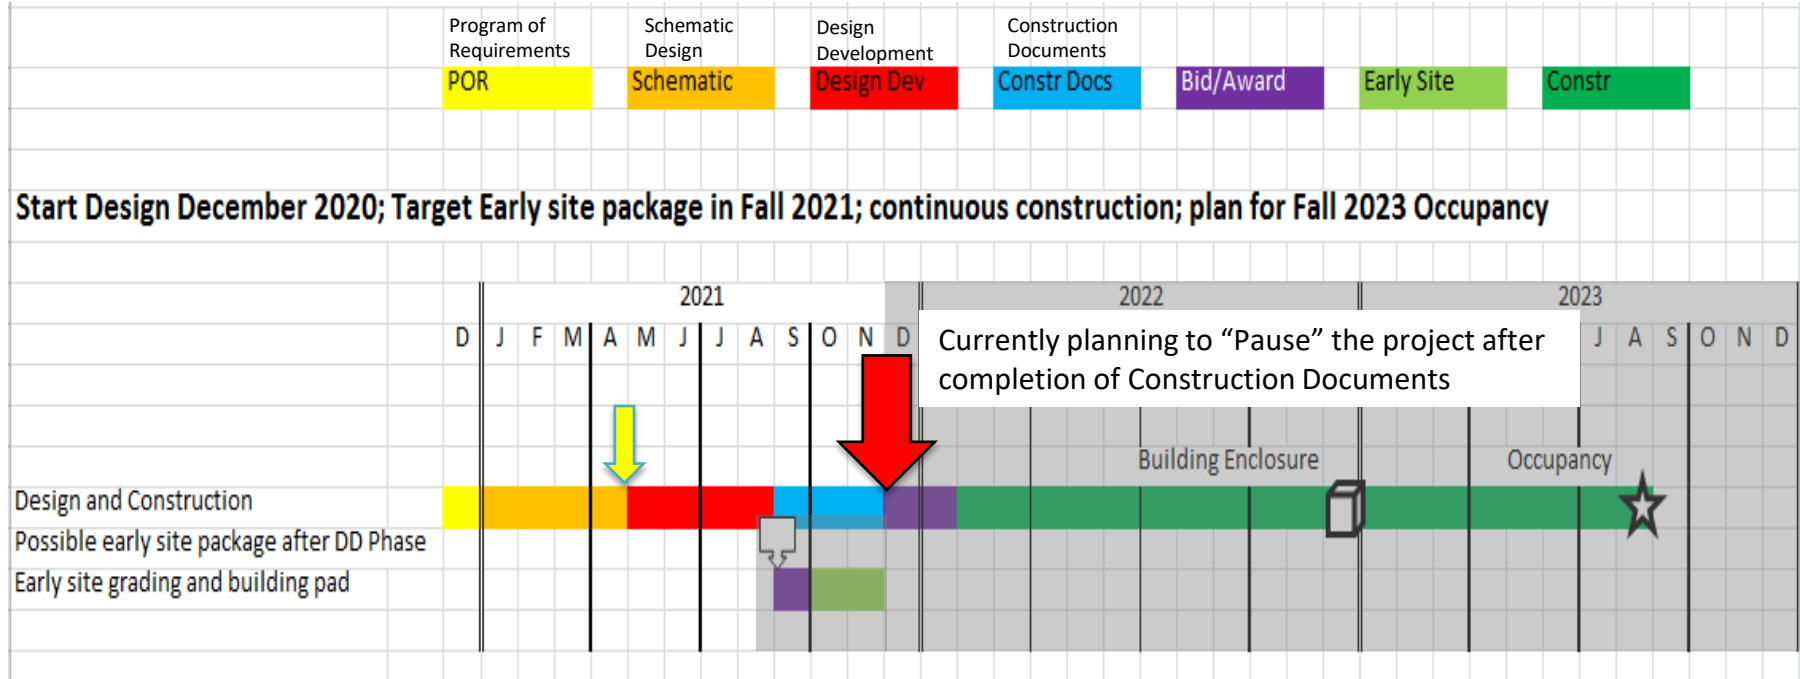 Program of
Requirements
Schematic
Design
Design
Development
Construction
Documents
POR
Schematic
Design Dev
Constr Docs
Bid/Award
Early Site
Constr
Start Design December 2020; Target Early site package in Fall 2021; continuous construction; plan for Fall 2023 Occupancy
2021 2022 2023
D J F M A M J J A S O N D J A S O N D
Currently planning to “Pause” the project after
completion of Construction Documents
Building Enclosure
Occupancy
Design and Construction
Possible early site package after DD Phase
Early site grading and building pad